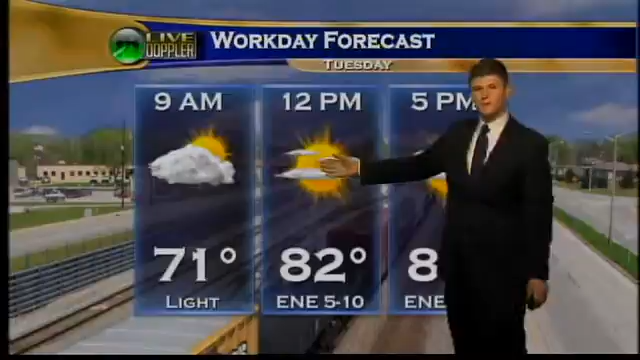 LIVE
DOPPLER
WORKDAY FORECAST
TUESDAY
9 AM
12 PM
5 PM
71°
82°
8
LIGHT
ENE 5-10
ENE